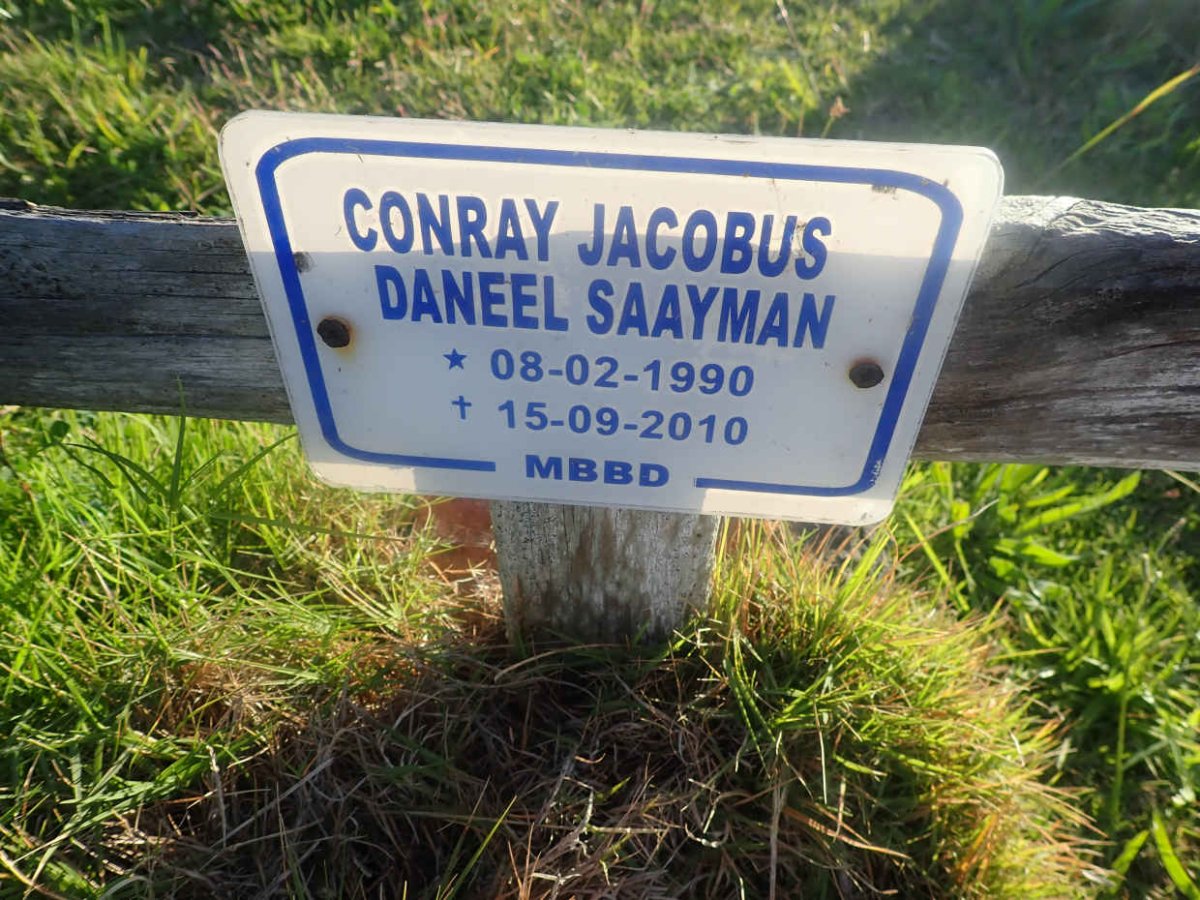 CONRAY JACOBUS
DANEEL SAAYMAN
★ 08-02-1990
✝ 15-09-2010
MBBD